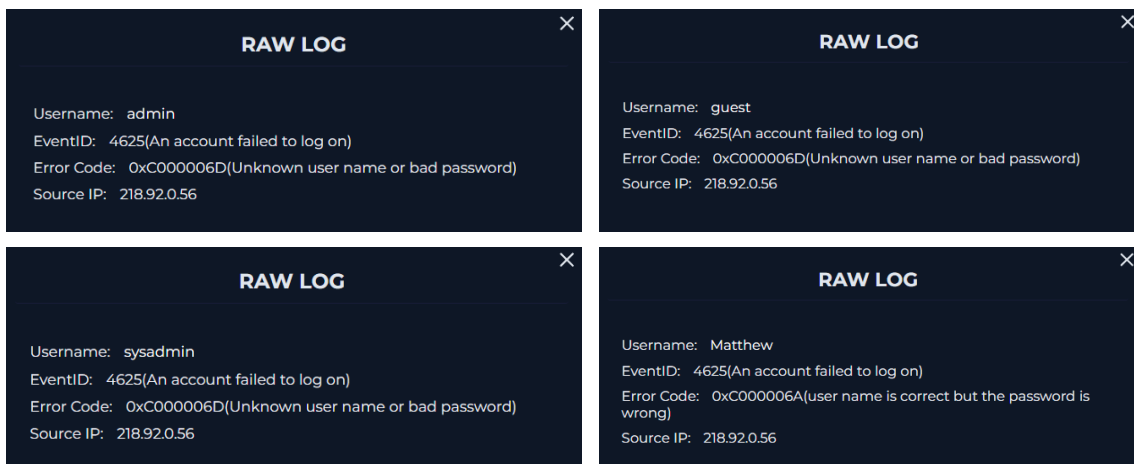 RAW LOG
Username: admin
EventID: 4625(An account failed to log on)
Error Code: 0xC000006D(Unknown user name or bad password)
Source IP: 218.92.0.56
RAW LOG
Username: guest
EventID: 4625(An account failed to log on)
Error Code: 0xC000006D(Unknown user name or bad password)
Source IP: 218.92.0.56
RAW LOG
Username: sysadmin
EventID: 4625(An account failed to log on)
Error Code: 0xC000006D(Unknown user name or bad password)
Source IP: 218.92.0.56
RAW LOG
Username: Matthew
EventID: 4625(An account failed to log on)
Error Code: 0xC000006A(user name is correct but the password is
wrong)
Source IP: 218.92.0.56